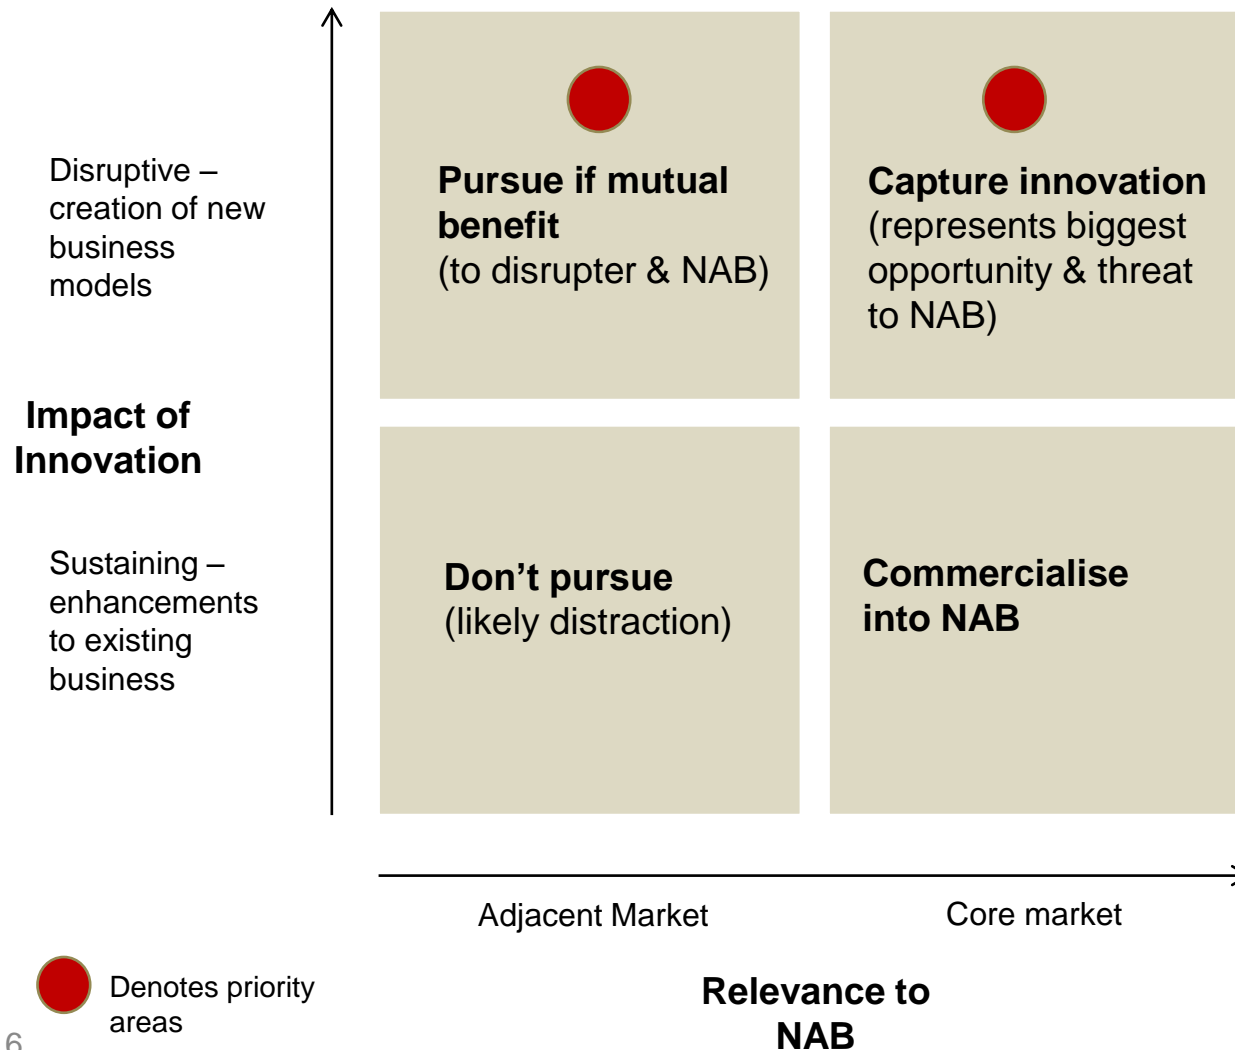 Disruptive –
creation of new
business
models
Pursue if mutual
benefit
(to disrupter & NAB)
Capture innovation
(represents biggest
opportunity & threat
to NAB)
Impact of
Innovation
Sustaining –
enhancements
to existing
business
Don’t pursue
(likely distraction)
Commercialise
into NAB
Adjacent Market
Core market
Denotes priority
areas
Relevance to
NAB
6